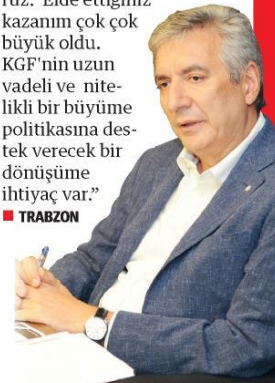 ruz. Elde ettiğimiz
kazanım çok çok
büyük oldu.
KGF'nin uzun
vadeli ve nite-
likli bir büyüme
politikasına des-
tek verecek bir
dönüşüme
ihtiyaç var.”
TRABZON